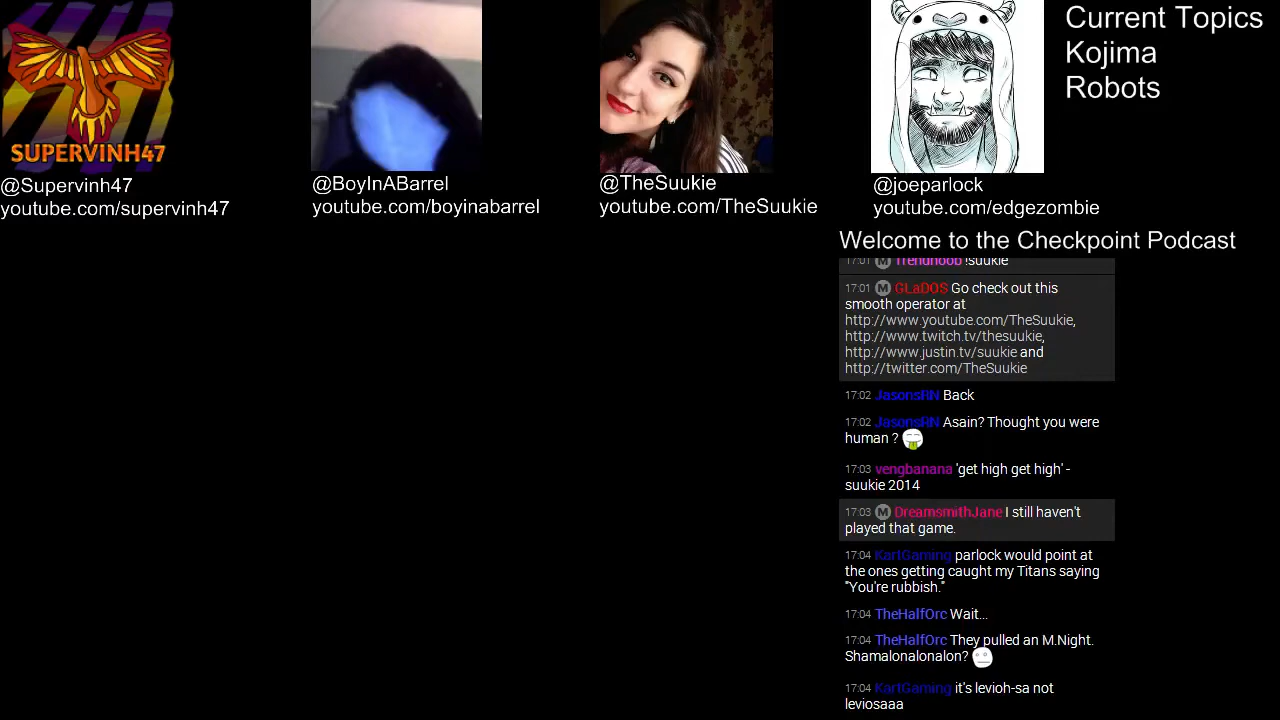 SUPERVINH47
@Supervinh47
youtube.com/supervinh47
@BoyInABarrel
youtube.com/boyinabarrel
@TheSuukie
youtube.com/TheSuukie
@joeparlock
youtube.com/edgezombie
Current Topics
Kojima
Robots
Welcome to the Checkpoint Podcast
17:01 M Trendnoob !suukie
17:01 M GLaDOS Go check out this
smooth operator at
http://www.youtube.com/TheSuukie,
http://www.twitch.tv/thesuukie,
http://www.justin.tv/suukie and
http://twitter.com/TheSuukie
17:02 JasonsRN Back
17:02 JasonsRN Asain? Thought you were
human ?
17:03 vengbanana 'get high get high' -
suukie 2014
17:03 M DreamsmithJane I still haven't
played that game.
17:04 KartGaming parlock would point at
the ones getting caught my Titans saying
"You're rubbish."
17:04 TheHalfOrc Wait...
17:04 TheHalfOrc They pulled an M.Night.
Shamalonalonalon?
17:04 KartGaming it's levioh-sa not
leviosaaa